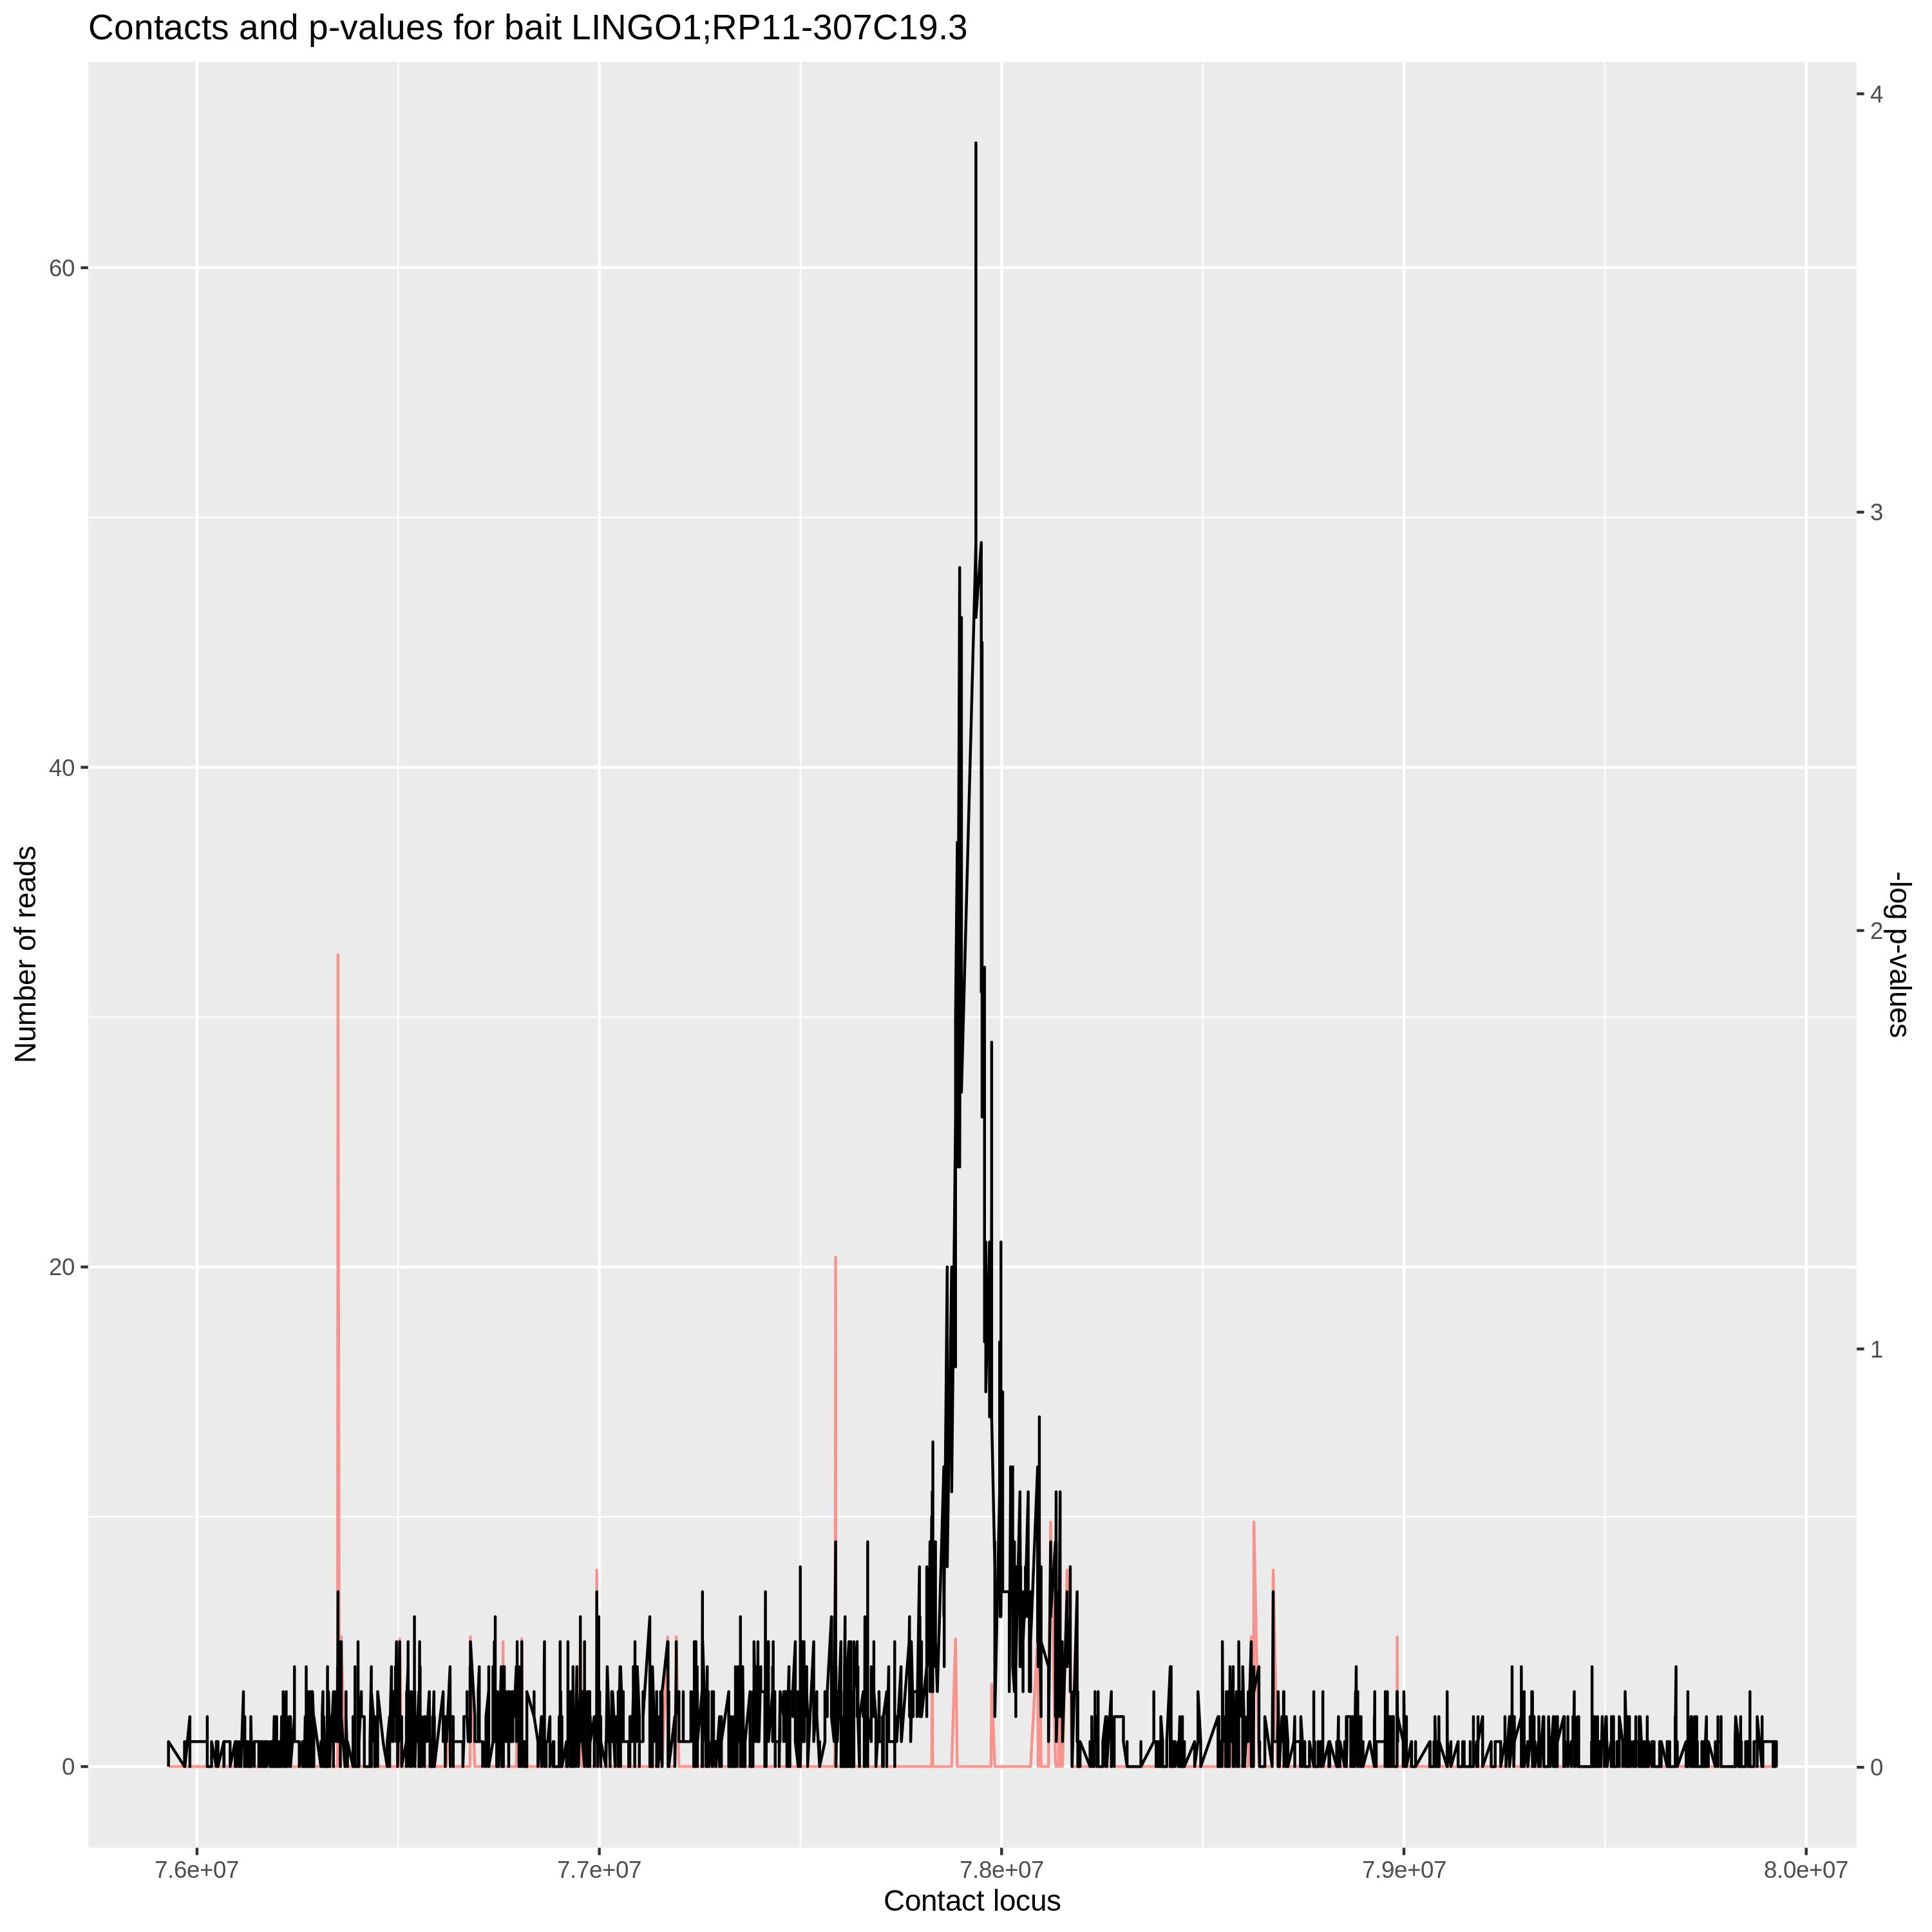 Contacts and p-values for bait LINGO1;RP11-307C19.3
4
60
3
40
Number of reads
2
-log p-values
20
1
0
0
7.6e+07
7.7e+07
7.8e+07
7.9e+07
8.0e+07
Contact locus